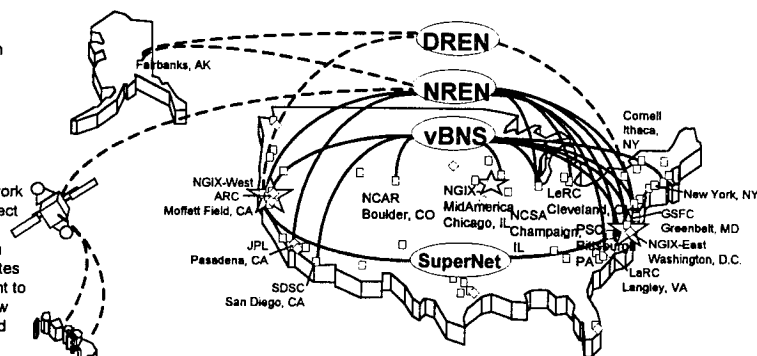 DREN
Fairbanks, AK
NREN
Cornell
Ithaca,
NY
vBNS
NGIX-West
ARC
Moffett Field, CA
NCAR
Boulder, CO
NGIX-
MidAmerica
Chicago, IL
NCSA
Champaign,
IL
LeRC
Cleveland,
PSC
Pittsburgh
PA
New York, NY
GSFC
Greenbelt, MD
NGIX-East
Washington, D.C.
LaRC
Langley, VA
JPL
Pasadena, CA
SDSC
San Diego, CA
SuperNet